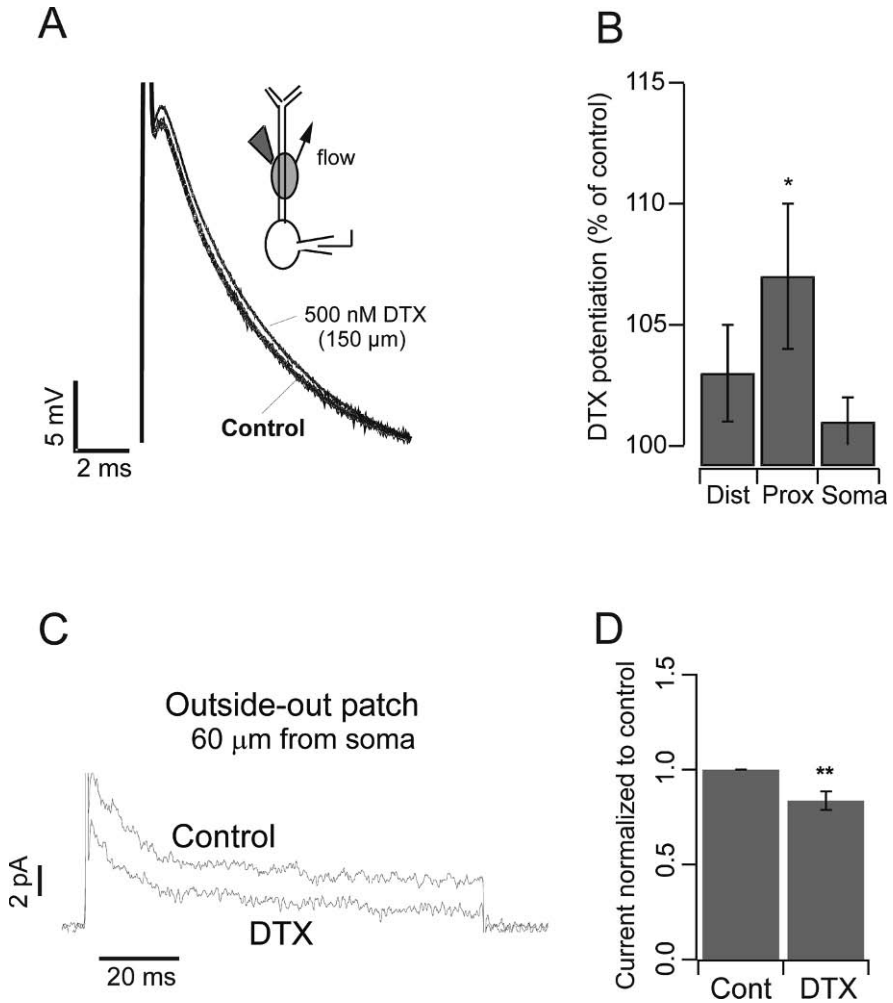 A
flow
500 nM DTX
(150 µm)
Control
5 mV
2 ms
B
DTX potentiation (% of control)
115
110
105
100
*
Dist Prox Soma
C
Outside-out patch
60 µm from soma
Control
DTX
2 pA
20 ms
D
Current normalized to control
1.5
1.0
0.5
0.0
**
Cont DTX